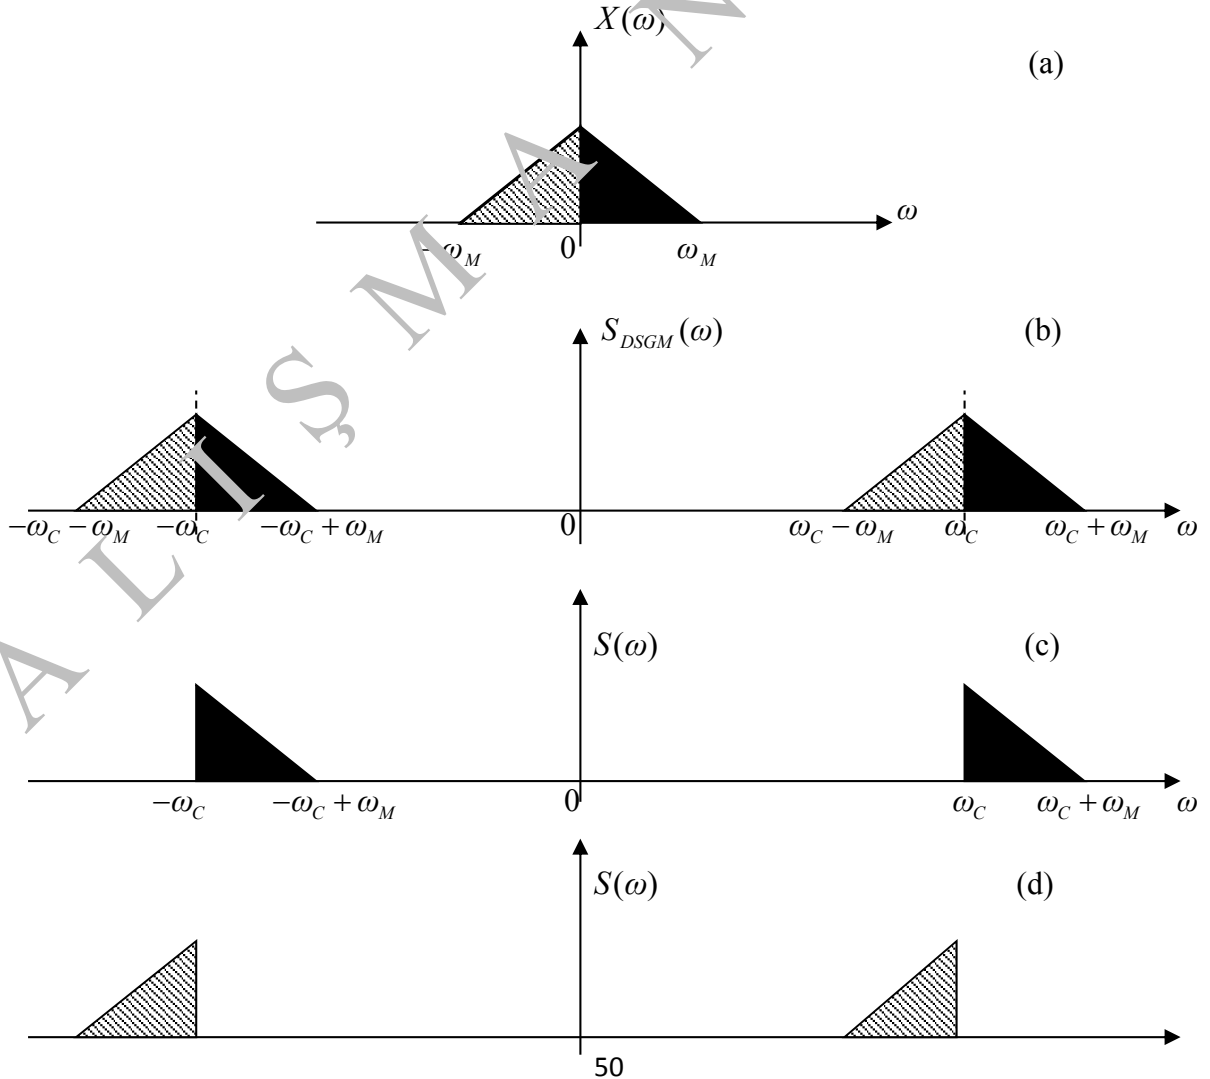 X(ω)
(a)
ω
−ω_M 0 ω_M
S_DSGM(ω)
(b)
−ω_C −ω_M −ω_C −ω_C + ω_M 0 ω_C −ω_M ω_C ω_C + ω_M ω
S(ω)
(c)
−ω_C −ω_C + ω_M 0 ω_C ω_C + ω_M ω
S(ω)
(d)
50
A L I Ş M A N